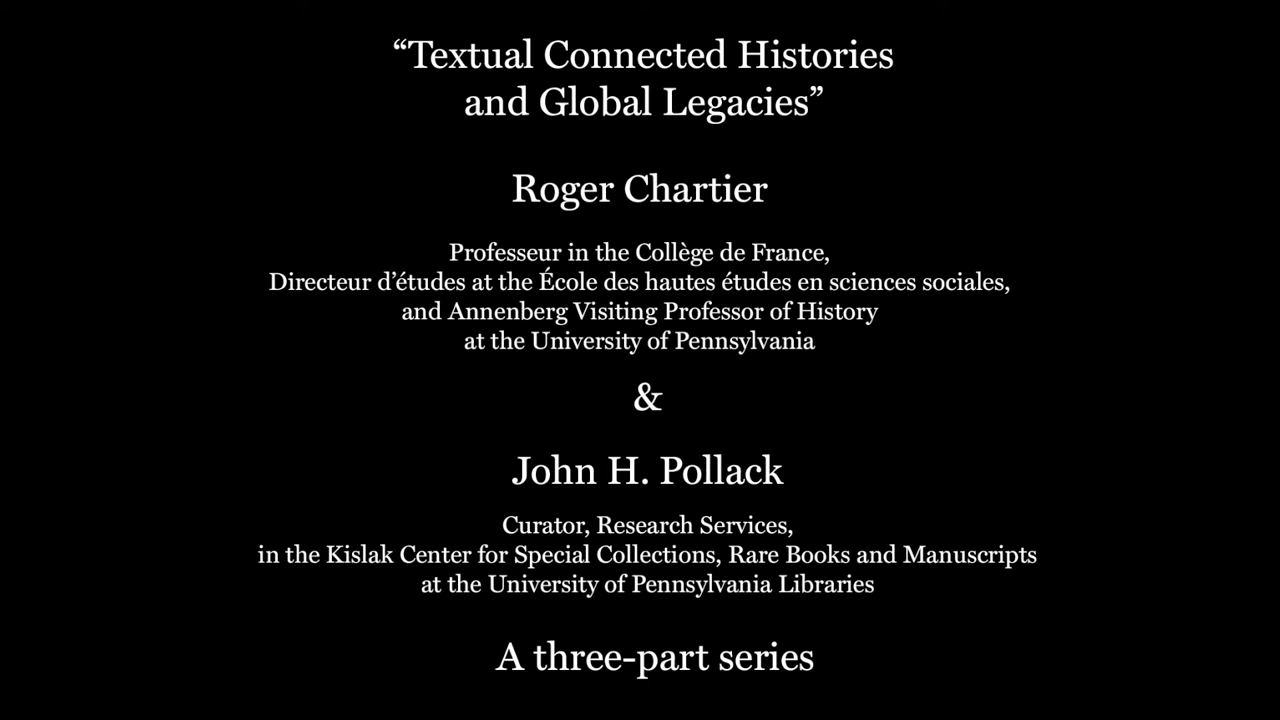 “Textual Connected Histories
and Global Legacies”
Roger Chartier
Professeur in the Collège de France,
Directeur d’études at the École des hautes études en sciences sociales,
and Annenberg Visiting Professor of History
at the University of Pennsylvania
&
John H. Pollack
Curator, Research Services,
in the Kislak Center for Special Collections, Rare Books and Manuscripts
at the University of Pennsylvania Libraries
A three-part series